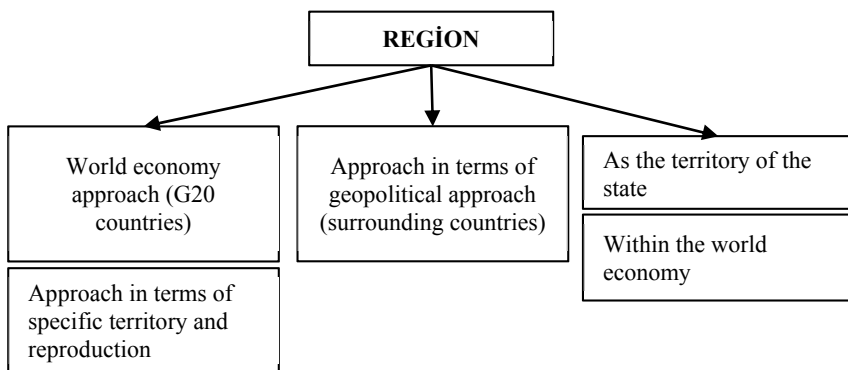 REGİON
World economy
approach (G20
countries)
Approach in terms of
geopolitical approach
(surrounding countries)
As the territory of the
state
Within the world
economy
Approach in terms of
specific territory and
reproduction